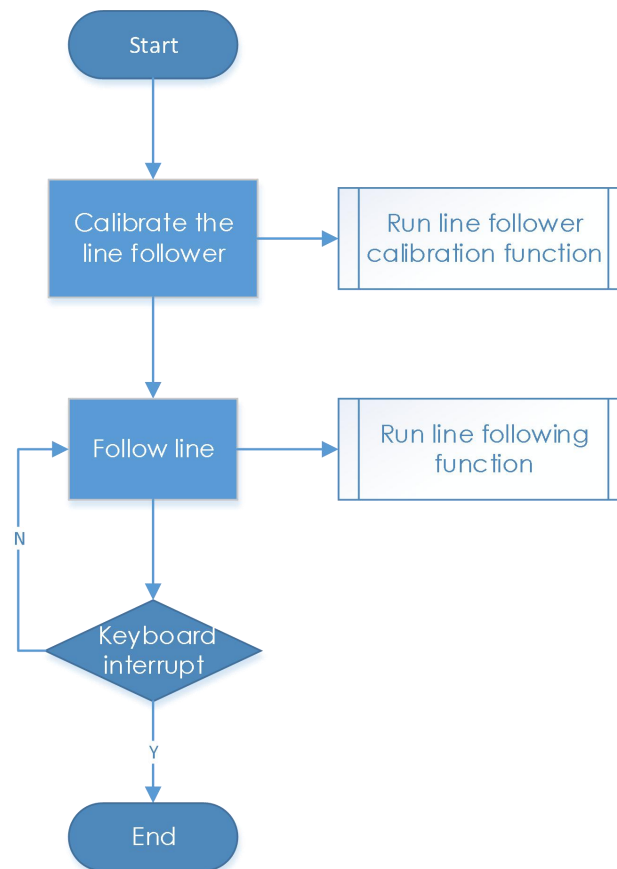 Start
Calibrate the
line follower
Run line follower
calibration function
Follow line
Run line following
function
N
Keyboard
interrupt
Y
End